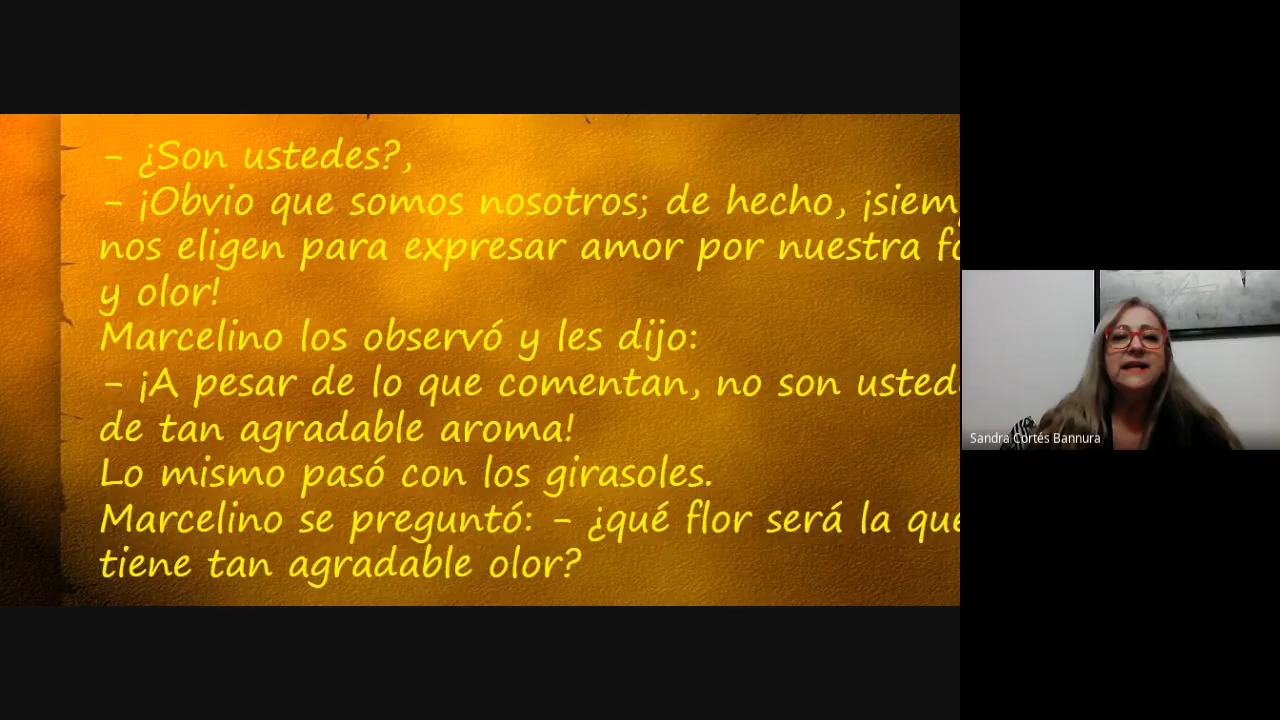 - ¿Son ustedes?,
- ¡Obvio que somos nosotros; de hecho, ¡siem
nos eligen para expresar amor por nuestra
y olor!
Marcelino los observó y les dijo:
- ¡A pesar de lo que comentan, no son usted
de tan agradable aroma!
Lo mismo pasó con los girasoles.
Marcelino se preguntó: - ¿qué flor será la que
tiene tan agradable olor?
Sandra Cortés Bannura